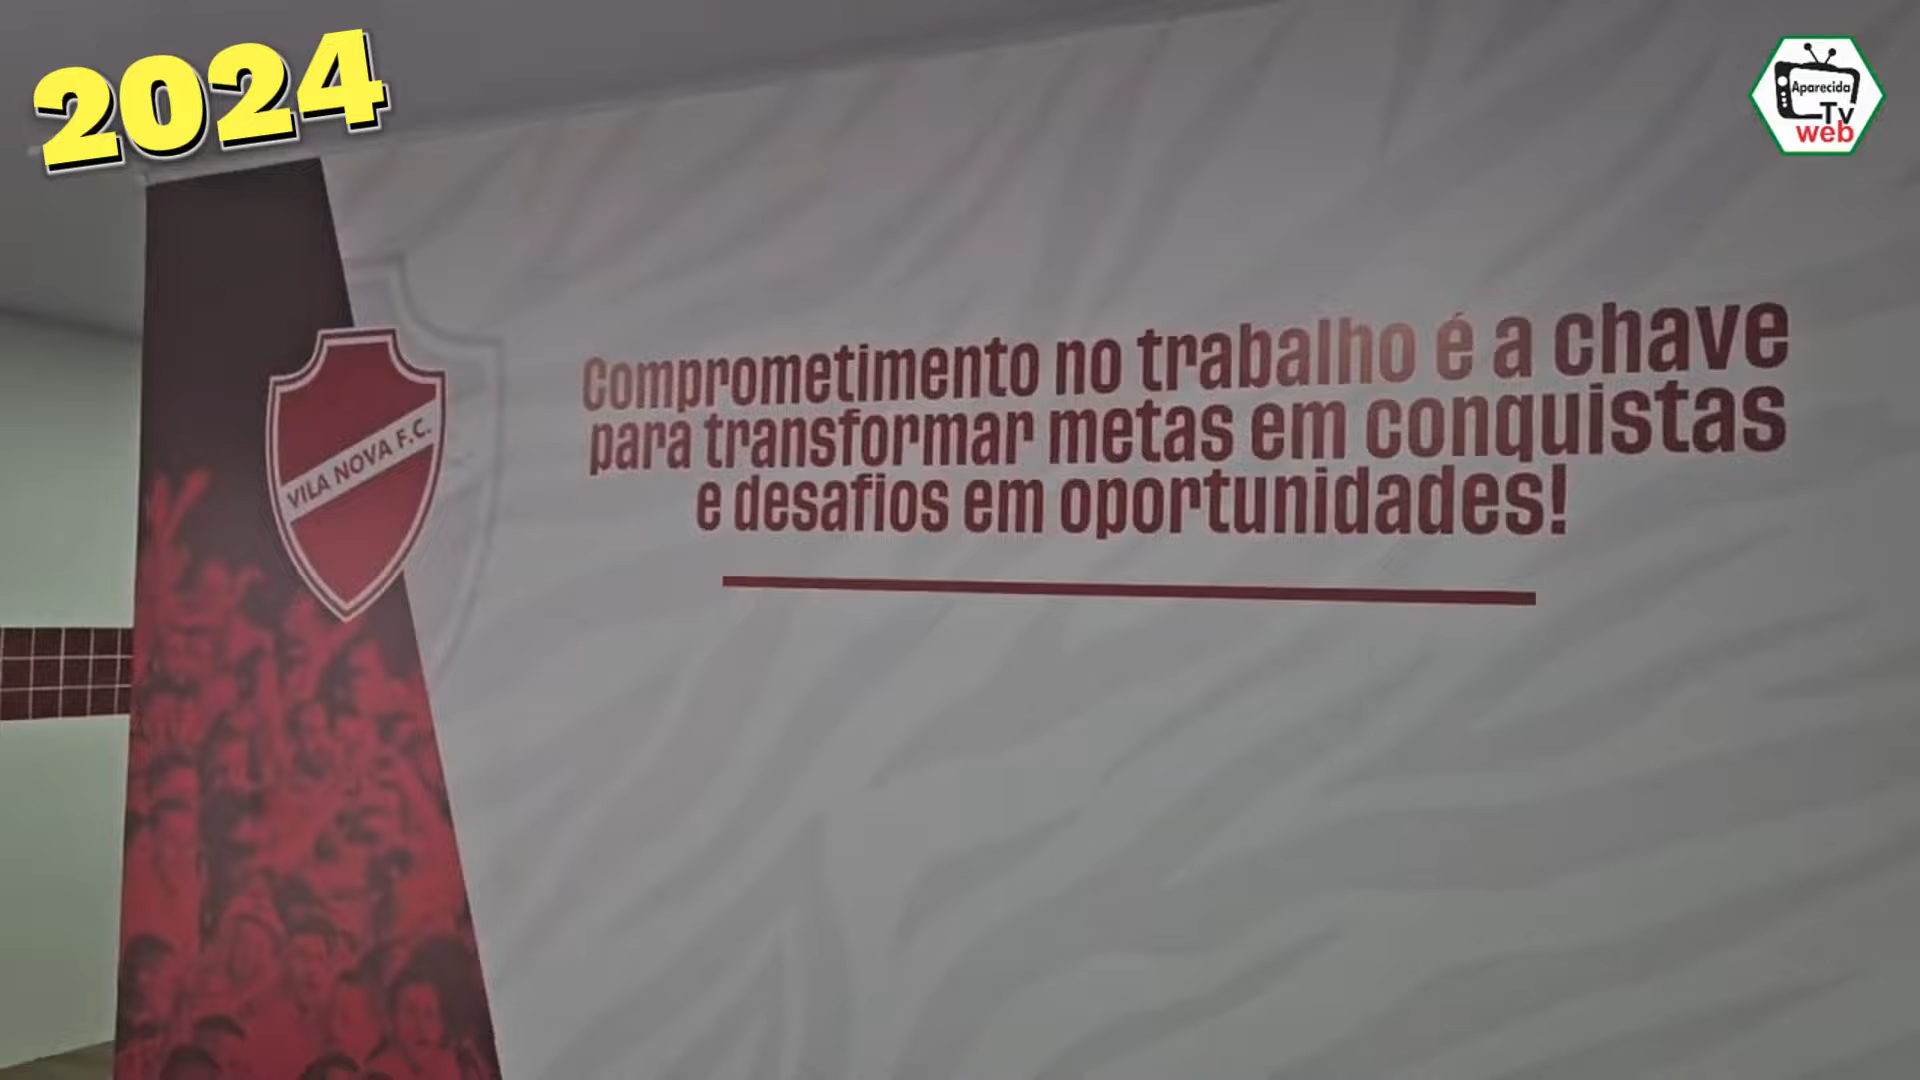 2024
Aparecida
Tv
web
Comprometimento no trabalho é a chave
para transformar metas em conquistas
e desafios em oportunidades!
VILA NOVA F.C.